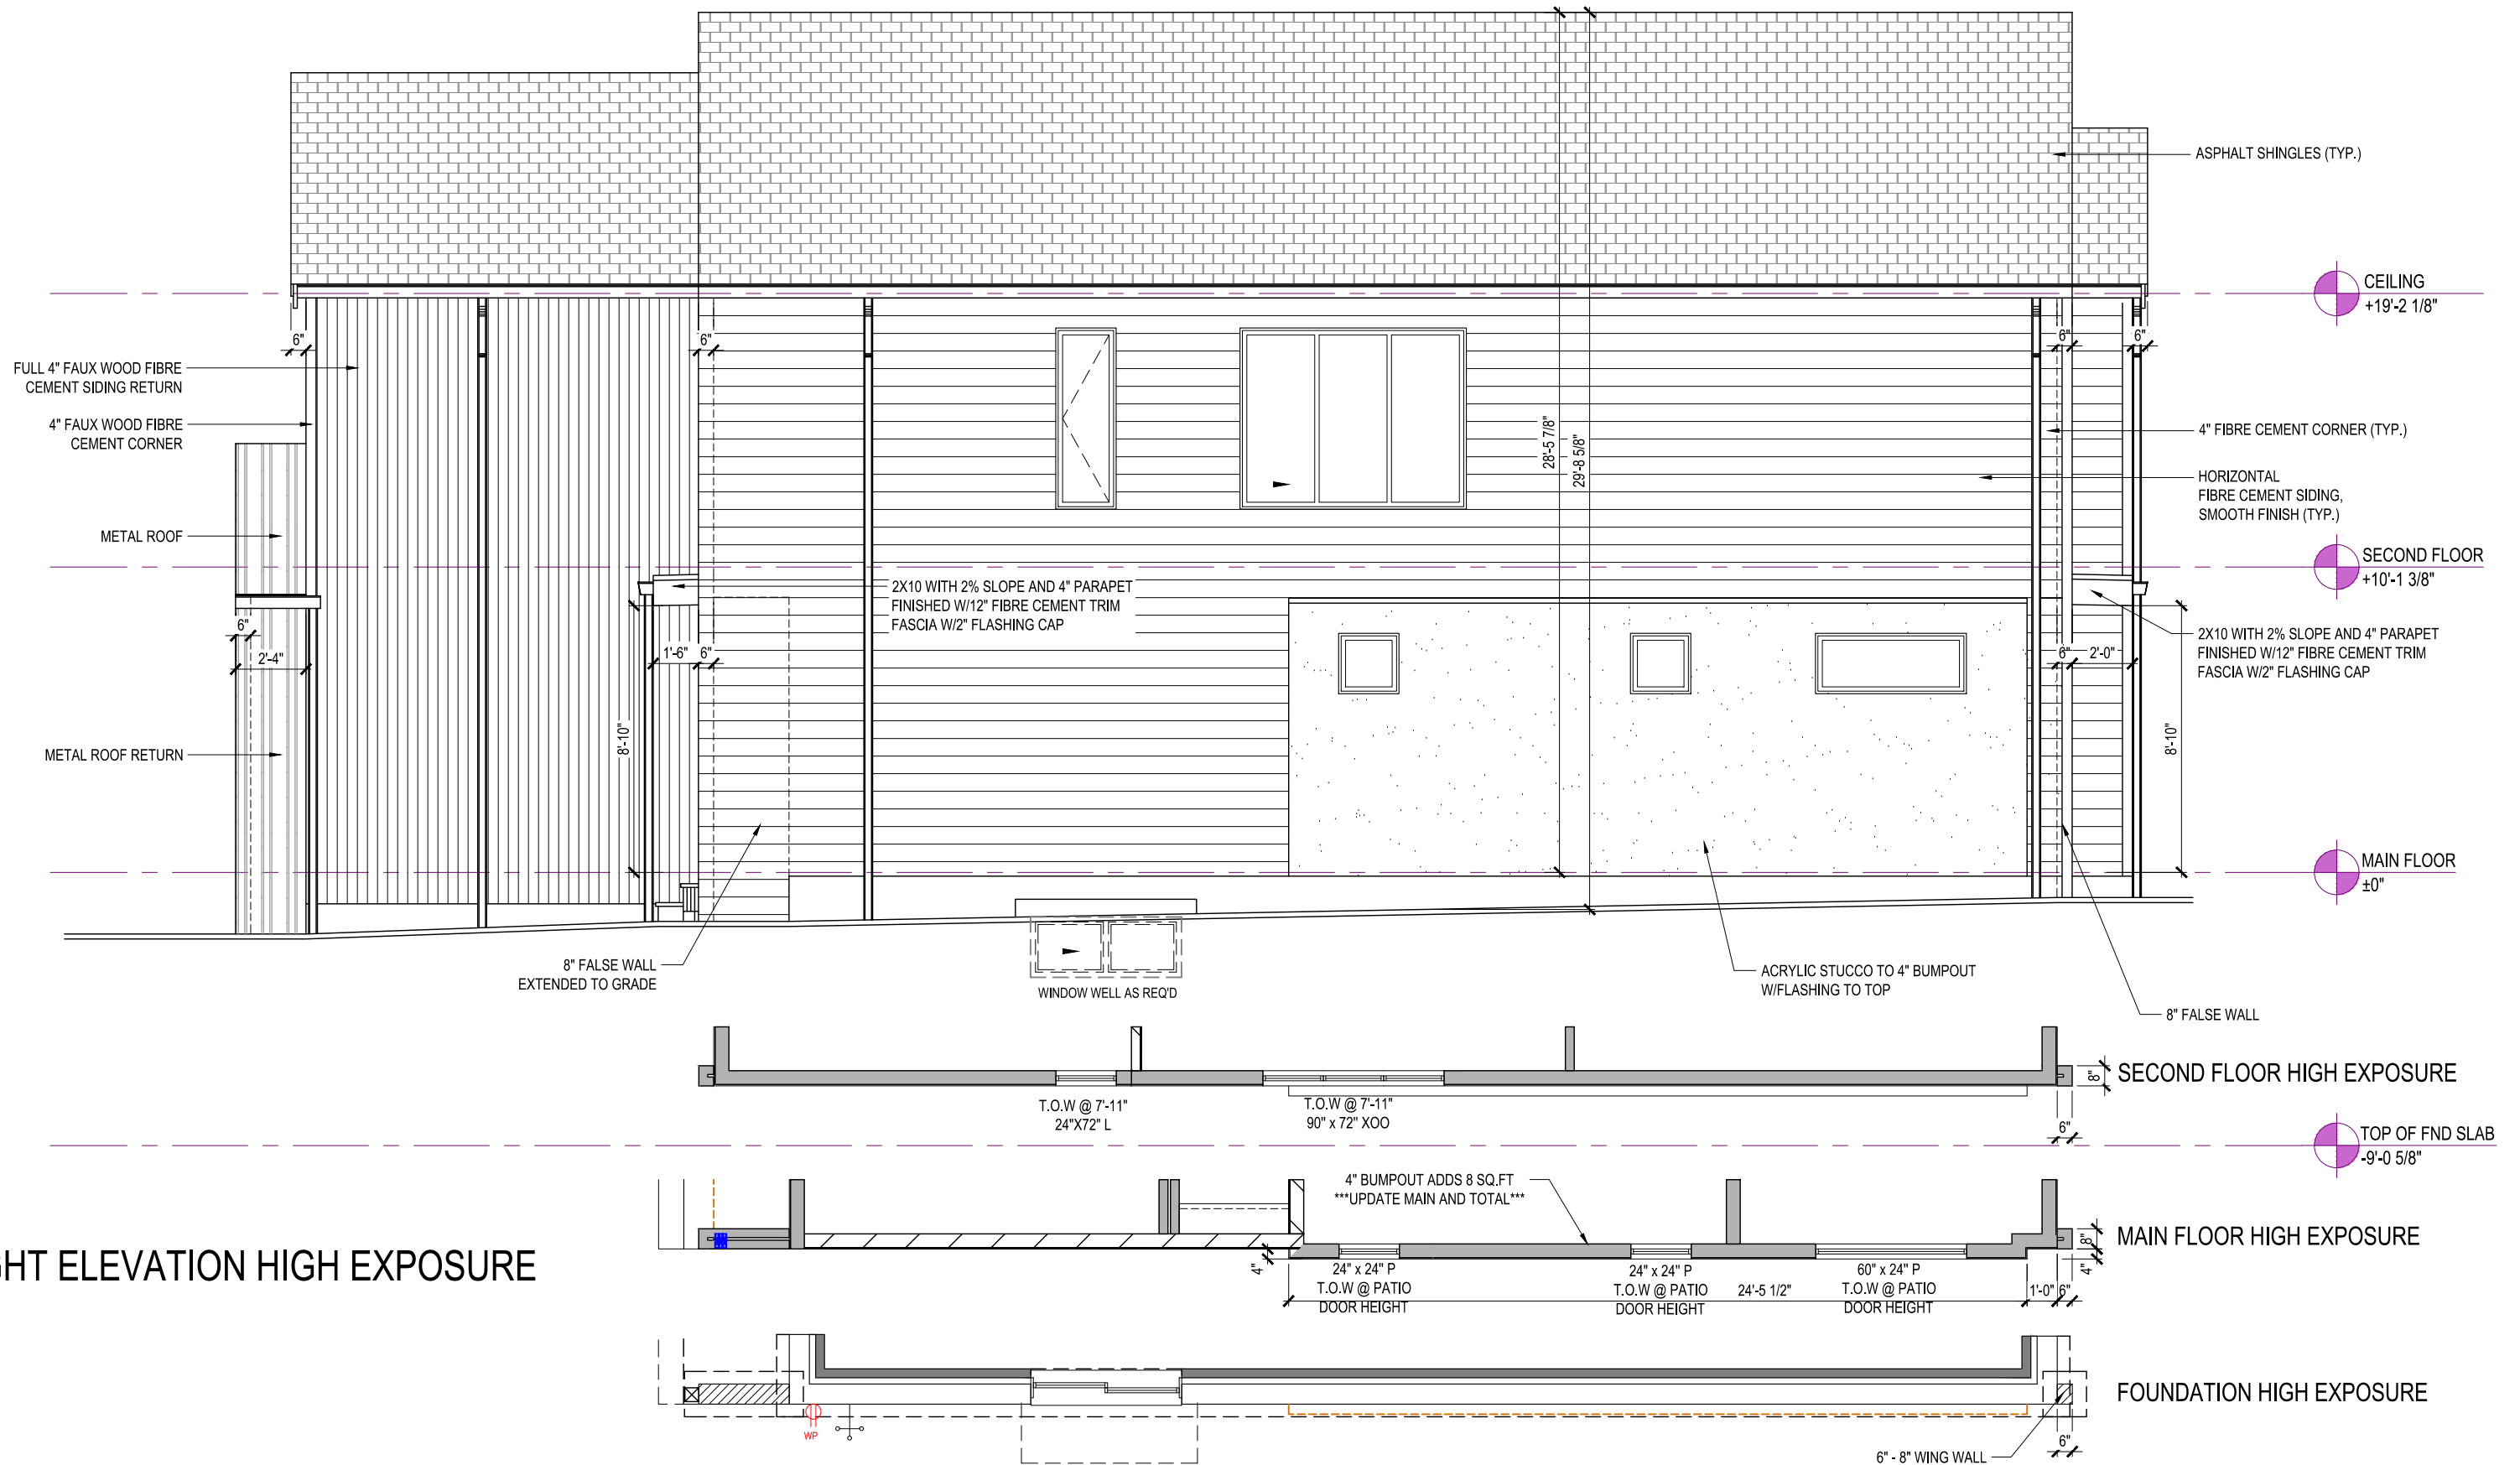 ASPHALT SHINGLES (TYP.)
CEILING
+19'-2 1/8"
6"
6"
6"
6"
FULL 4" FAUX WOOD FIBRE
CEMENT SIDING RETURN
4" FAUX WOOD FIBRE
CEMENT CORNER
28'-5 7/8"
29'-8 5/8"
4" FIBRE CEMENT CORNER (TYP.)
HORIZONTAL
FIBRE CEMENT SIDING,
SMOOTH FINISH (TYP.)
METAL ROOF
SECOND FLOOR
+10'-1 3/8"
2X10 WITH 2% SLOPE AND 4" PARAPET
FINISHED W/12" FIBRE CEMENT TRIM
FASCIA W/2" FLASHING CAP
6"
2'-4"
1'-6"
6"
6"
2'-0"
2X10 WITH 2% SLOPE AND 4" PARAPET
FINISHED W/12" FIBRE CEMENT TRIM
FASCIA W/2" FLASHING CAP
8'-10"
8'-10"
METAL ROOF RETURN
MAIN FLOOR
±0"
8" FALSE WALL
EXTENDED TO GRADE
WINDOW WELL AS REQ'D
ACRYLIC STUCCO TO 4" BUMPOUT
W/FLASHING TO TOP
8" FALSE WALL
8"
SECOND FLOOR HIGH EXPOSURE
T.O.W @ 7'-11"
24"X72" L
T.O.W @ 7'-11"
90" x 72" XOO
6"
TOP OF FND SLAB
-9'-0 5/8"
4" BUMPOUT ADDS 8 SQ.FT
***UPDATE MAIN AND TOTAL***
8"
MAIN FLOOR HIGH EXPOSURE
GHT ELEVATION HIGH EXPOSURE
4"
4"
24" x 24" P
T.O.W @ PATIO
DOOR HEIGHT
24" x 24" P
T.O.W @ PATIO
DOOR HEIGHT
24'-5 1/2"
60" x 24" P
T.O.W @ PATIO
DOOR HEIGHT
1'-0"
6"
FOUNDATION HIGH EXPOSURE
WP
6" - 8" WING WALL
6"